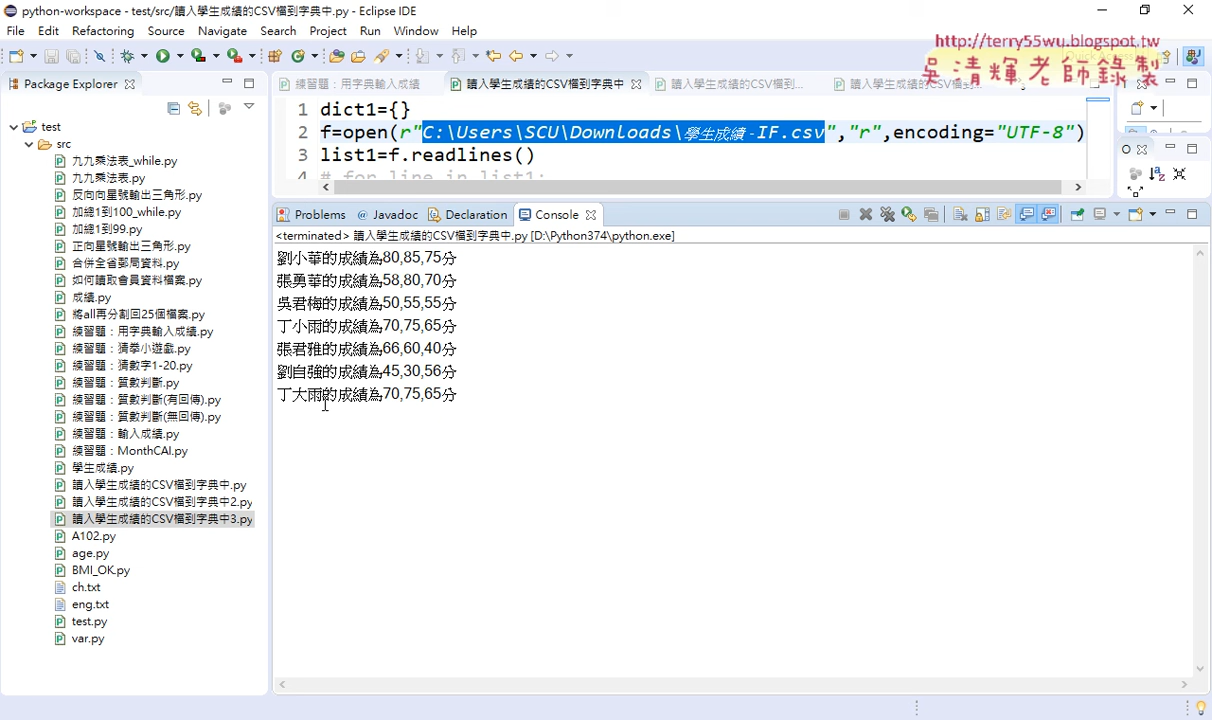 python-workspace - test/src/讀入學生成績的CSV檔到字典中.py - Eclipse IDE
File Edit Refactoring Source Navigate Search Project Run Window Help
http://terry55wu.blogspot.tw
吳清輝老師錄製
Package Explorer
練習題：用字典輸入成績
讀入學生成績的CSV檔到字典中
讀入學生成績的CSV檔到...
讀入學生成績的CSV檔到...
test
src
九九乘法表_while.py
九九乘法表.py
反向向星號輸出三角形.py
加總1到100_while.py
加總1到99.py
正向星號輸出三角形.py
合併全省郵局資料.py
如何讀取會員資料檔案.py
成績.py
將all再分割回25個檔案.py
練習題：用字典輸入成績.py
練習題：猜拳小遊戲.py
練習題：猜數字1-20.py
練習題：質數判斷.py
練習題：質數判斷(有回傳).py
練習題：質數判斷(無回傳).py
練習題：輸入成績.py
練習題：MonthCAl.py
學生成績.py
讀入學生成績的CSV檔到字典中.py
讀入學生成績的CSV檔到字典中2.py
讀入學生成績的CSV檔到字典中3.py
A102.py
age.py
BMI_OK.py
ch.txt
eng.txt
test.py
var.py
1 dict1={}
2 f=open(r"C:\Users\SCU\Downloads\學生成績 -IF.csv","r",encoding="UTF-8")
3 list1=f.readlines()
4 # for line in list1:
Problems Javadoc Declaration Console
<terminated> 讀入學生成績的CSV檔到字典中.py [D:\Python374\python.exe]
劉小華的成績為80,85,75分
張勇華的成績為58,80,70分
吳君梅的成績為50,55,55分
丁小雨的成績為70,75,65分
張君雅的成績為66,60,40分
劉自強的成績為45,30,56分
丁大雨的成績為70,75,65分